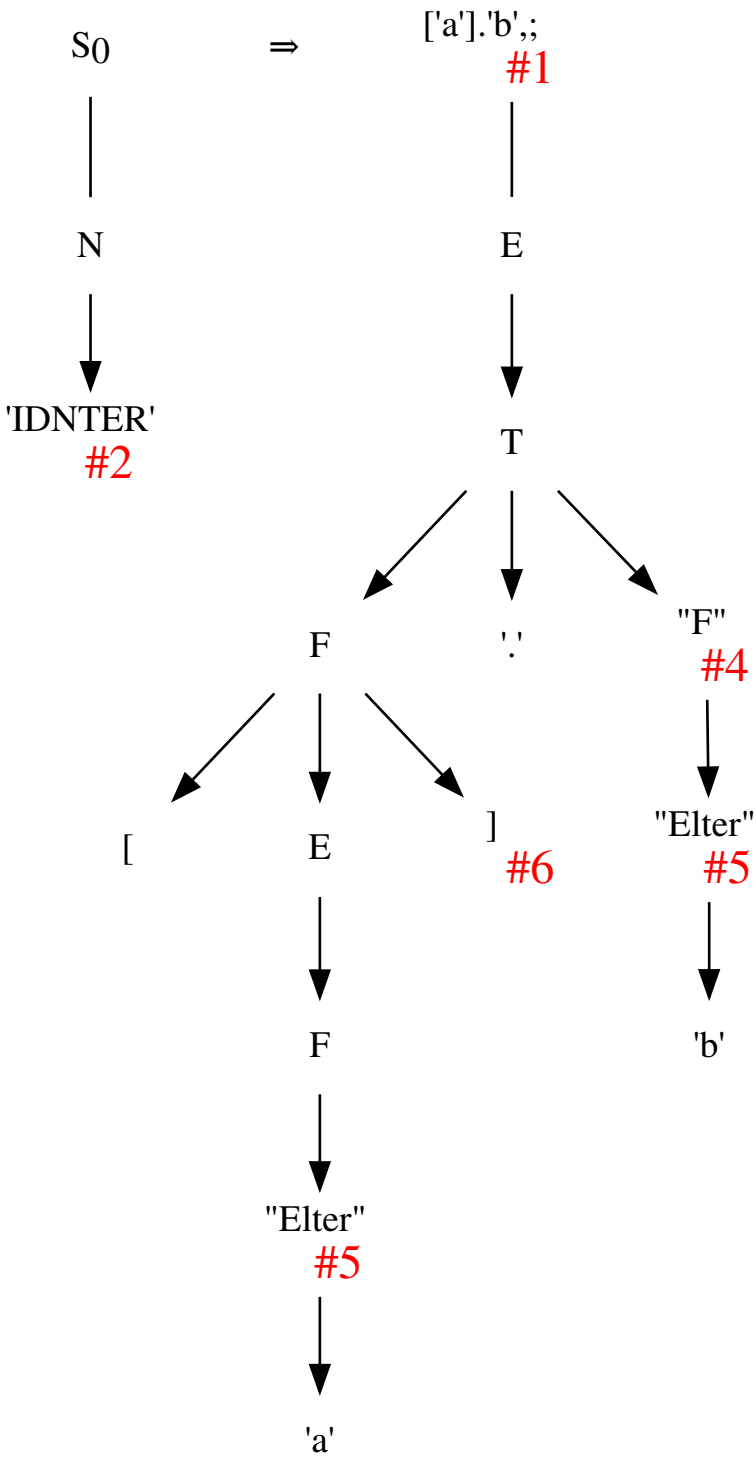 S0 ⇒ ['a'].'b',;
#1
N E
'IDNTER'
#2
T
F '.' "F"
#4
[ E ] "Elter"
#6 #5
F 'b'
"Elter"
#5
'a'